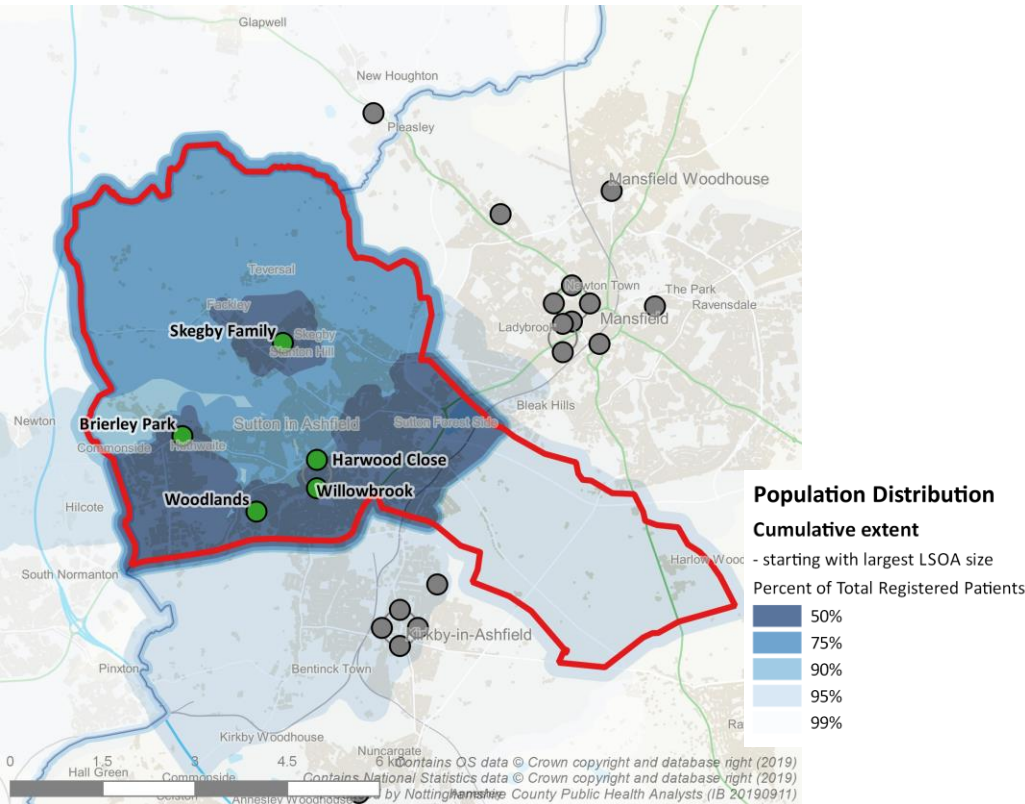 Glapwell
New Houghton
Pleasley
Mansfield Woodhouse
Teversal
Newton Town
The Park
Ravensdale
Fackley
Skegby Family
Skegby
Stanton Hill
Ladybrook
Mansfield
Bleak Hills
Newton
Brierley Park
Commonside
Huthwaite
Sutton in Ashfield
Sutton Forest Side
Harwood Close
Willowbrook
Woodlands
Hilcote
South Normanton
Harlow Wood
Kirkby-in-Ashfield
Pinxton
Bentinck Town
Kirkby Woodhouse
Nuncargate
Population Distribution
Cumulative extent
- starting with largest LSOA size
Percent of Total Registered Patients
50%
75%
90%
95%
99%
Ra
0 1.5 3 4.5 6 km
Hall Green
Commonside
Selston
Annesley Woodhouse
Contains OS data © Crown copyright and database right (2019)
Contains National Statistics data © Crown copyright and database right (2019)
d by Nottinghamshire County Public Health Analysts (IB 20190911)